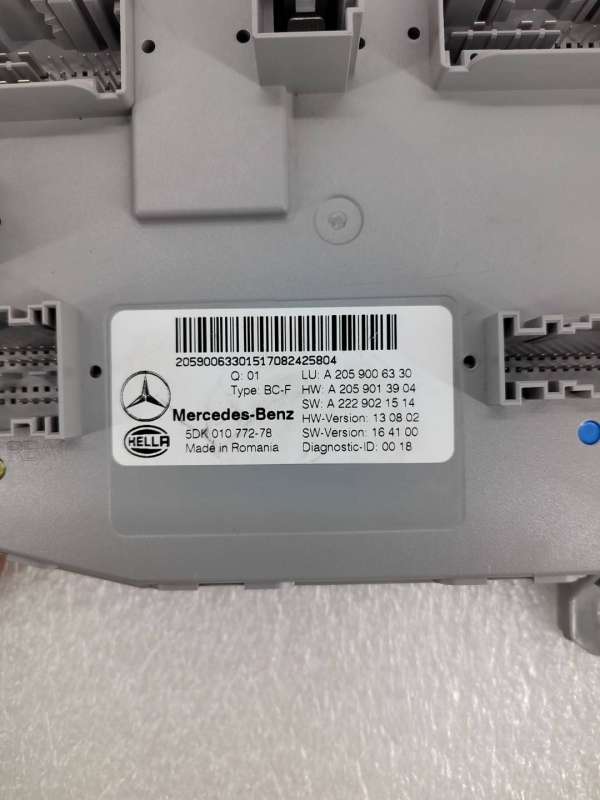 20590063301517082425804
Q: 01
LU: A 205 900 63 30
Type: BC-F
HW: A 205 901 39 04
SW: A 222 902 15 14
Mercedes-Benz
HW-Version: 13 08 02
HELLA
5DK 010 772-78
SW-Version: 16 41 00
Made in Romania
Diagnostic-ID: 00 18